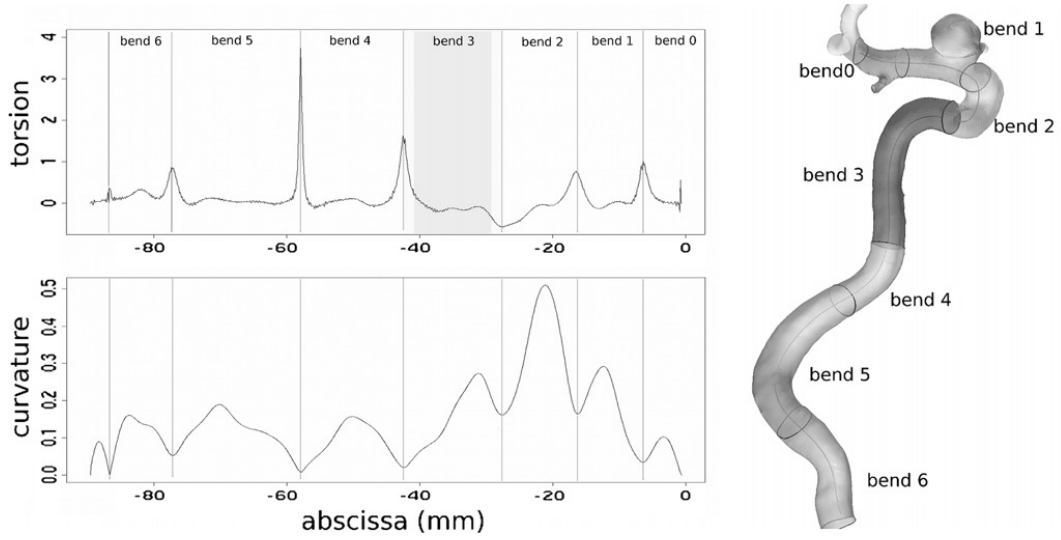 bend 6 bend 5 bend 4 bend 3 bend 2 bend 1 bend 0
torsion
4
3
2
1
0
-80 -60 -40 -20 0
curvature
0.5
0.4
0.3
0.2
0.1
0.0
-80 -60 -40 -20 0
abscissa (mm)
bend 1
bend0
bend 2
bend 3
bend 4
bend 5
bend 6